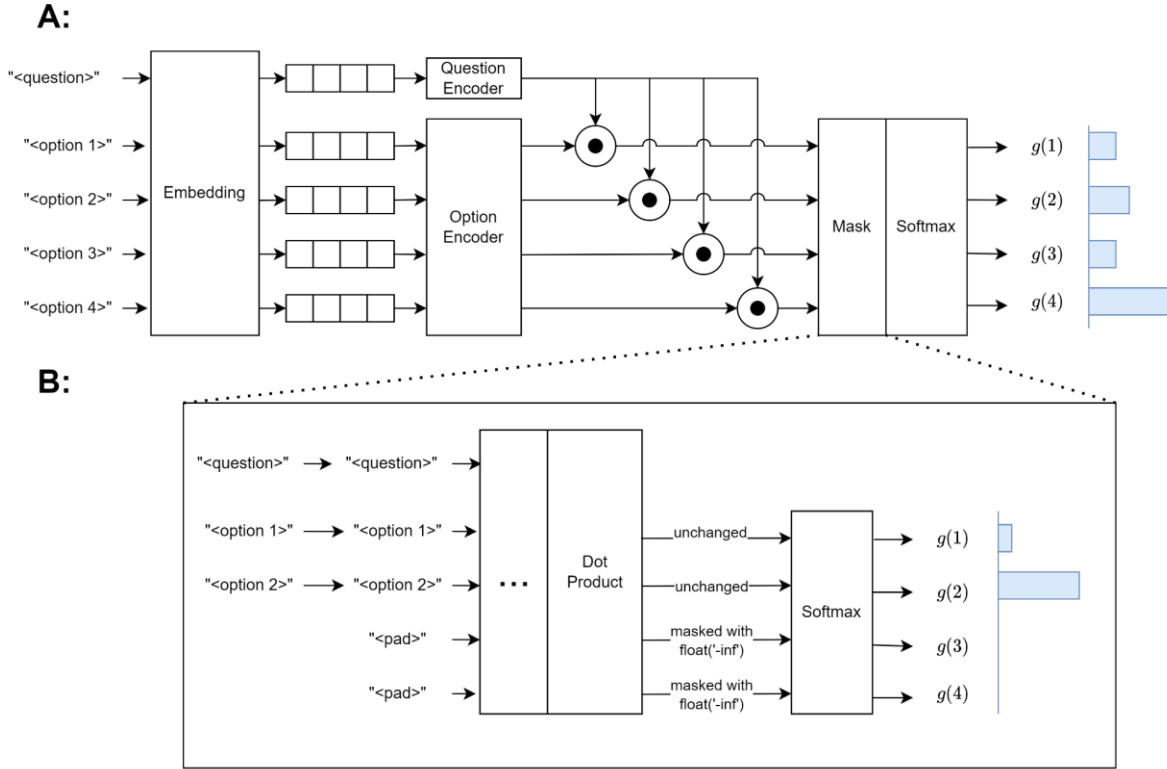 A:
"<question>"
Question
Encoder
"<option 1>"
g(1)
"<option 2>"
Embedding
Option
Encoder
Mask
Softmax
g(2)
"<option 3>"
g(3)
"<option 4>"
g(4)
B:
"<question>"
"<question>"
"<option 1>"
"<option 1>"
unchanged
g(1)
"<option 2>"
"<option 2>"
...
Dot
Product
unchanged
Softmax
g(2)
"<pad>"
masked with
float('-inf')
g(3)
"<pad>"
masked with
float('-inf')
g(4)